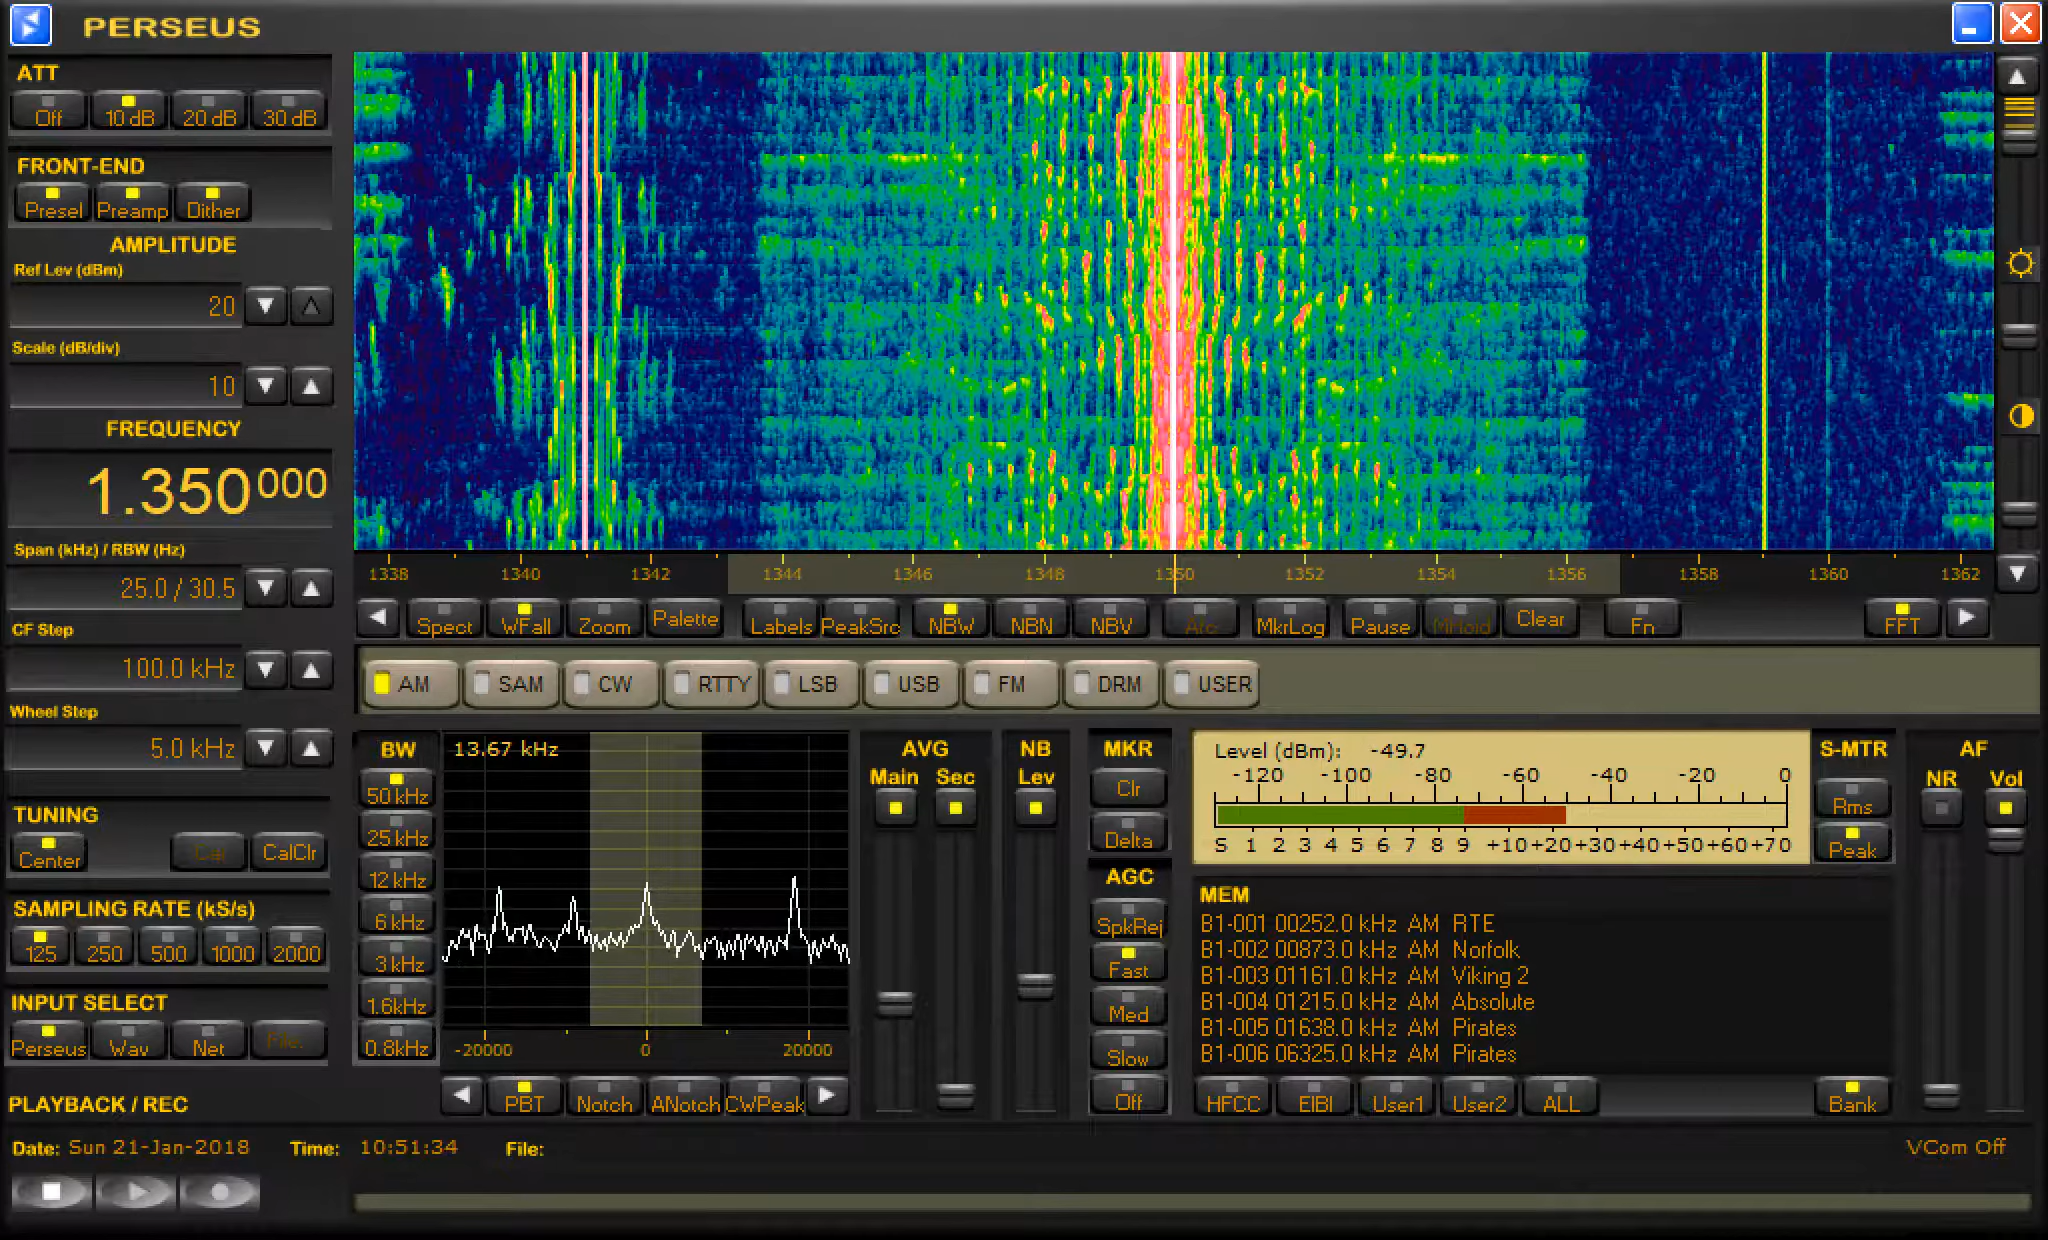 PERSEUS
ATT
Off 10 dB 20 dB 30 dB
FRONT-END
Presel Preamp Dither
AMPLITUDE
Ref Lev (dBm)
20
Scale (dB/div)
10
FREQUENCY
1.350000
Span (kHz) / RBW (Hz)
25.0 / 30.5
CF Step
100.0 kHz
Wheel Step
5.0 kHz
TUNING
Center Cal CalClr
SAMPLING RATE (kS/s)
125 250 500 1000 2000
INPUT SELECT
Perseus Wav Net File
PLAYBACK / REC
1338 1340 1342 1344 1346 1348 1350 1352 1354 1356 1358 1360 1362
Spect WFall Zoom Palette Labels PeakSrc NBW NBN NBV MkrLog Pause MHold Clear Fn FFT
AM SAM CW RTTY LSB USB FM DRM USER
BW
50 kHz
25 kHz
12 kHz
6 kHz
3 kHz
1.6kHz
0.8kHz
13.67 kHz
-20000 0 20000
PBT Notch ANotch CwPeak
AVG
Main Sec
NB
Lev
MKR
Clr
Delta
AGC
SpkRej
Fast
Med
Slow
Off
Level (dBm): -49.7
-120 -100 -80 -60 -40 -20 0
S 1 2 3 4 5 6 7 8 9 +10+20+30+40+50+60+70
S-MTR
Rms
Peak
AF
NR Vol
MEM
B1-001 00252.0 kHz AM RTE
B1-002 00873.0 kHz AM Norfolk
B1-003 01161.0 kHz AM Viking 2
B1-004 01215.0 kHz AM Absolute
B1-005 01638.0 kHz AM Pirates
B1-006 06325.0 kHz AM Pirates
HFCC EIBI User1 User2 ALL Bank
Date: Sun 21-Jan-2018 Time: 10:51:34 File:
VCom Off